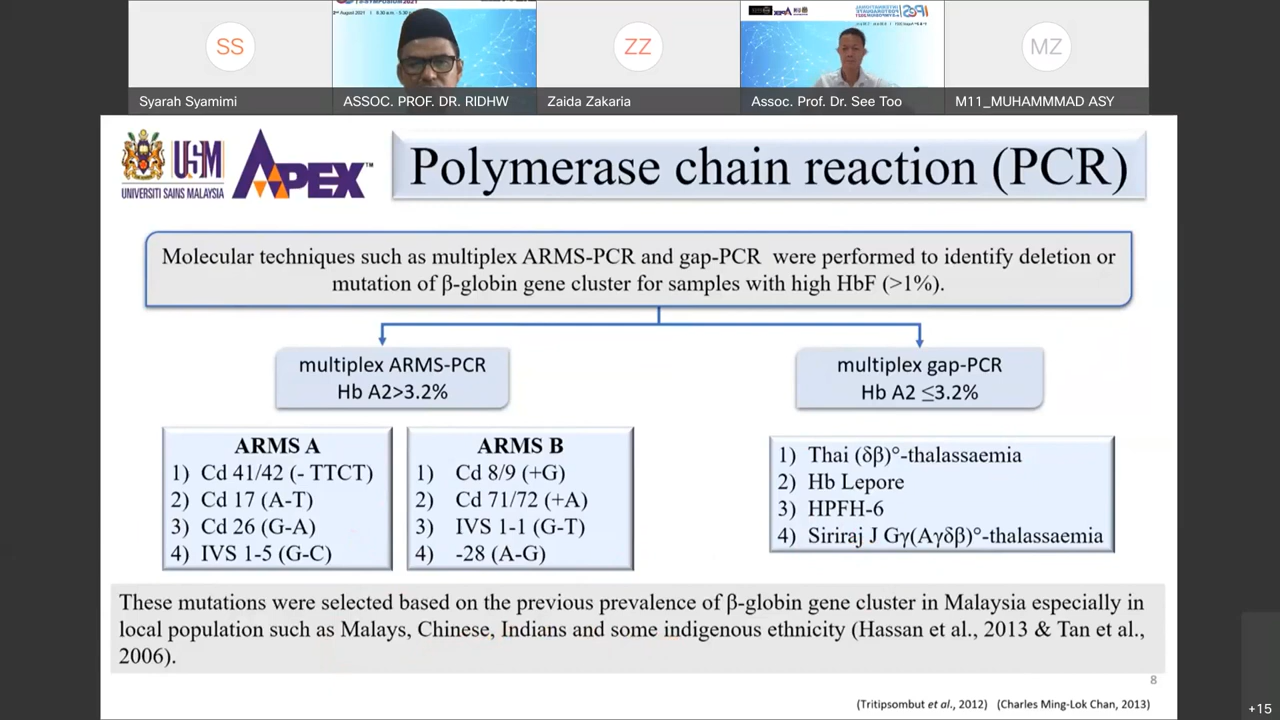 SS
ZZ
MZ
Syarah Syamimi
ASSOC. PROF. DR. RIDHW
Zaida Zakaria
Assoc. Prof. Dr. See Too
M11_MUHAMMMAD ASY
USM
UNIVERSITI SAINS MALAYSIA
APEX™
Polymerase chain reaction (PCR)
Molecular techniques such as multiplex ARMS-PCR and gap-PCR were performed to identify deletion or
mutation of β-globin gene cluster for samples with high HbF (>1%).
multiplex ARMS-PCR
Hb A2>3.2%
multiplex gap-PCR
Hb A2 ≤3.2%
ARMS A
1) Cd 41/42 (- TTCT)
2) Cd 17 (A-T)
3) Cd 26 (G-A)
4) IVS 1-5 (G-C)
ARMS B
1) Cd 8/9 (+G)
2) Cd 71/72 (+A)
3) IVS 1-1 (G-T)
4) -28 (A-G)
1) Thai (δβ)°-thalassaemia
2) Hb Lepore
3) HPFH-6
4) Siriraj J Gγ(Aγδβ)°-thalassaemia
These mutations were selected based on the previous prevalence of β-globin gene cluster in Malaysia especially in
local population such as Malays, Chinese, Indians and some indigenous ethnicity (Hassan et al., 2013 & Tan et al.,
2006).
8
(Tritipsombut et al., 2012) (Charles Ming-Lok Chan, 2013)
+15